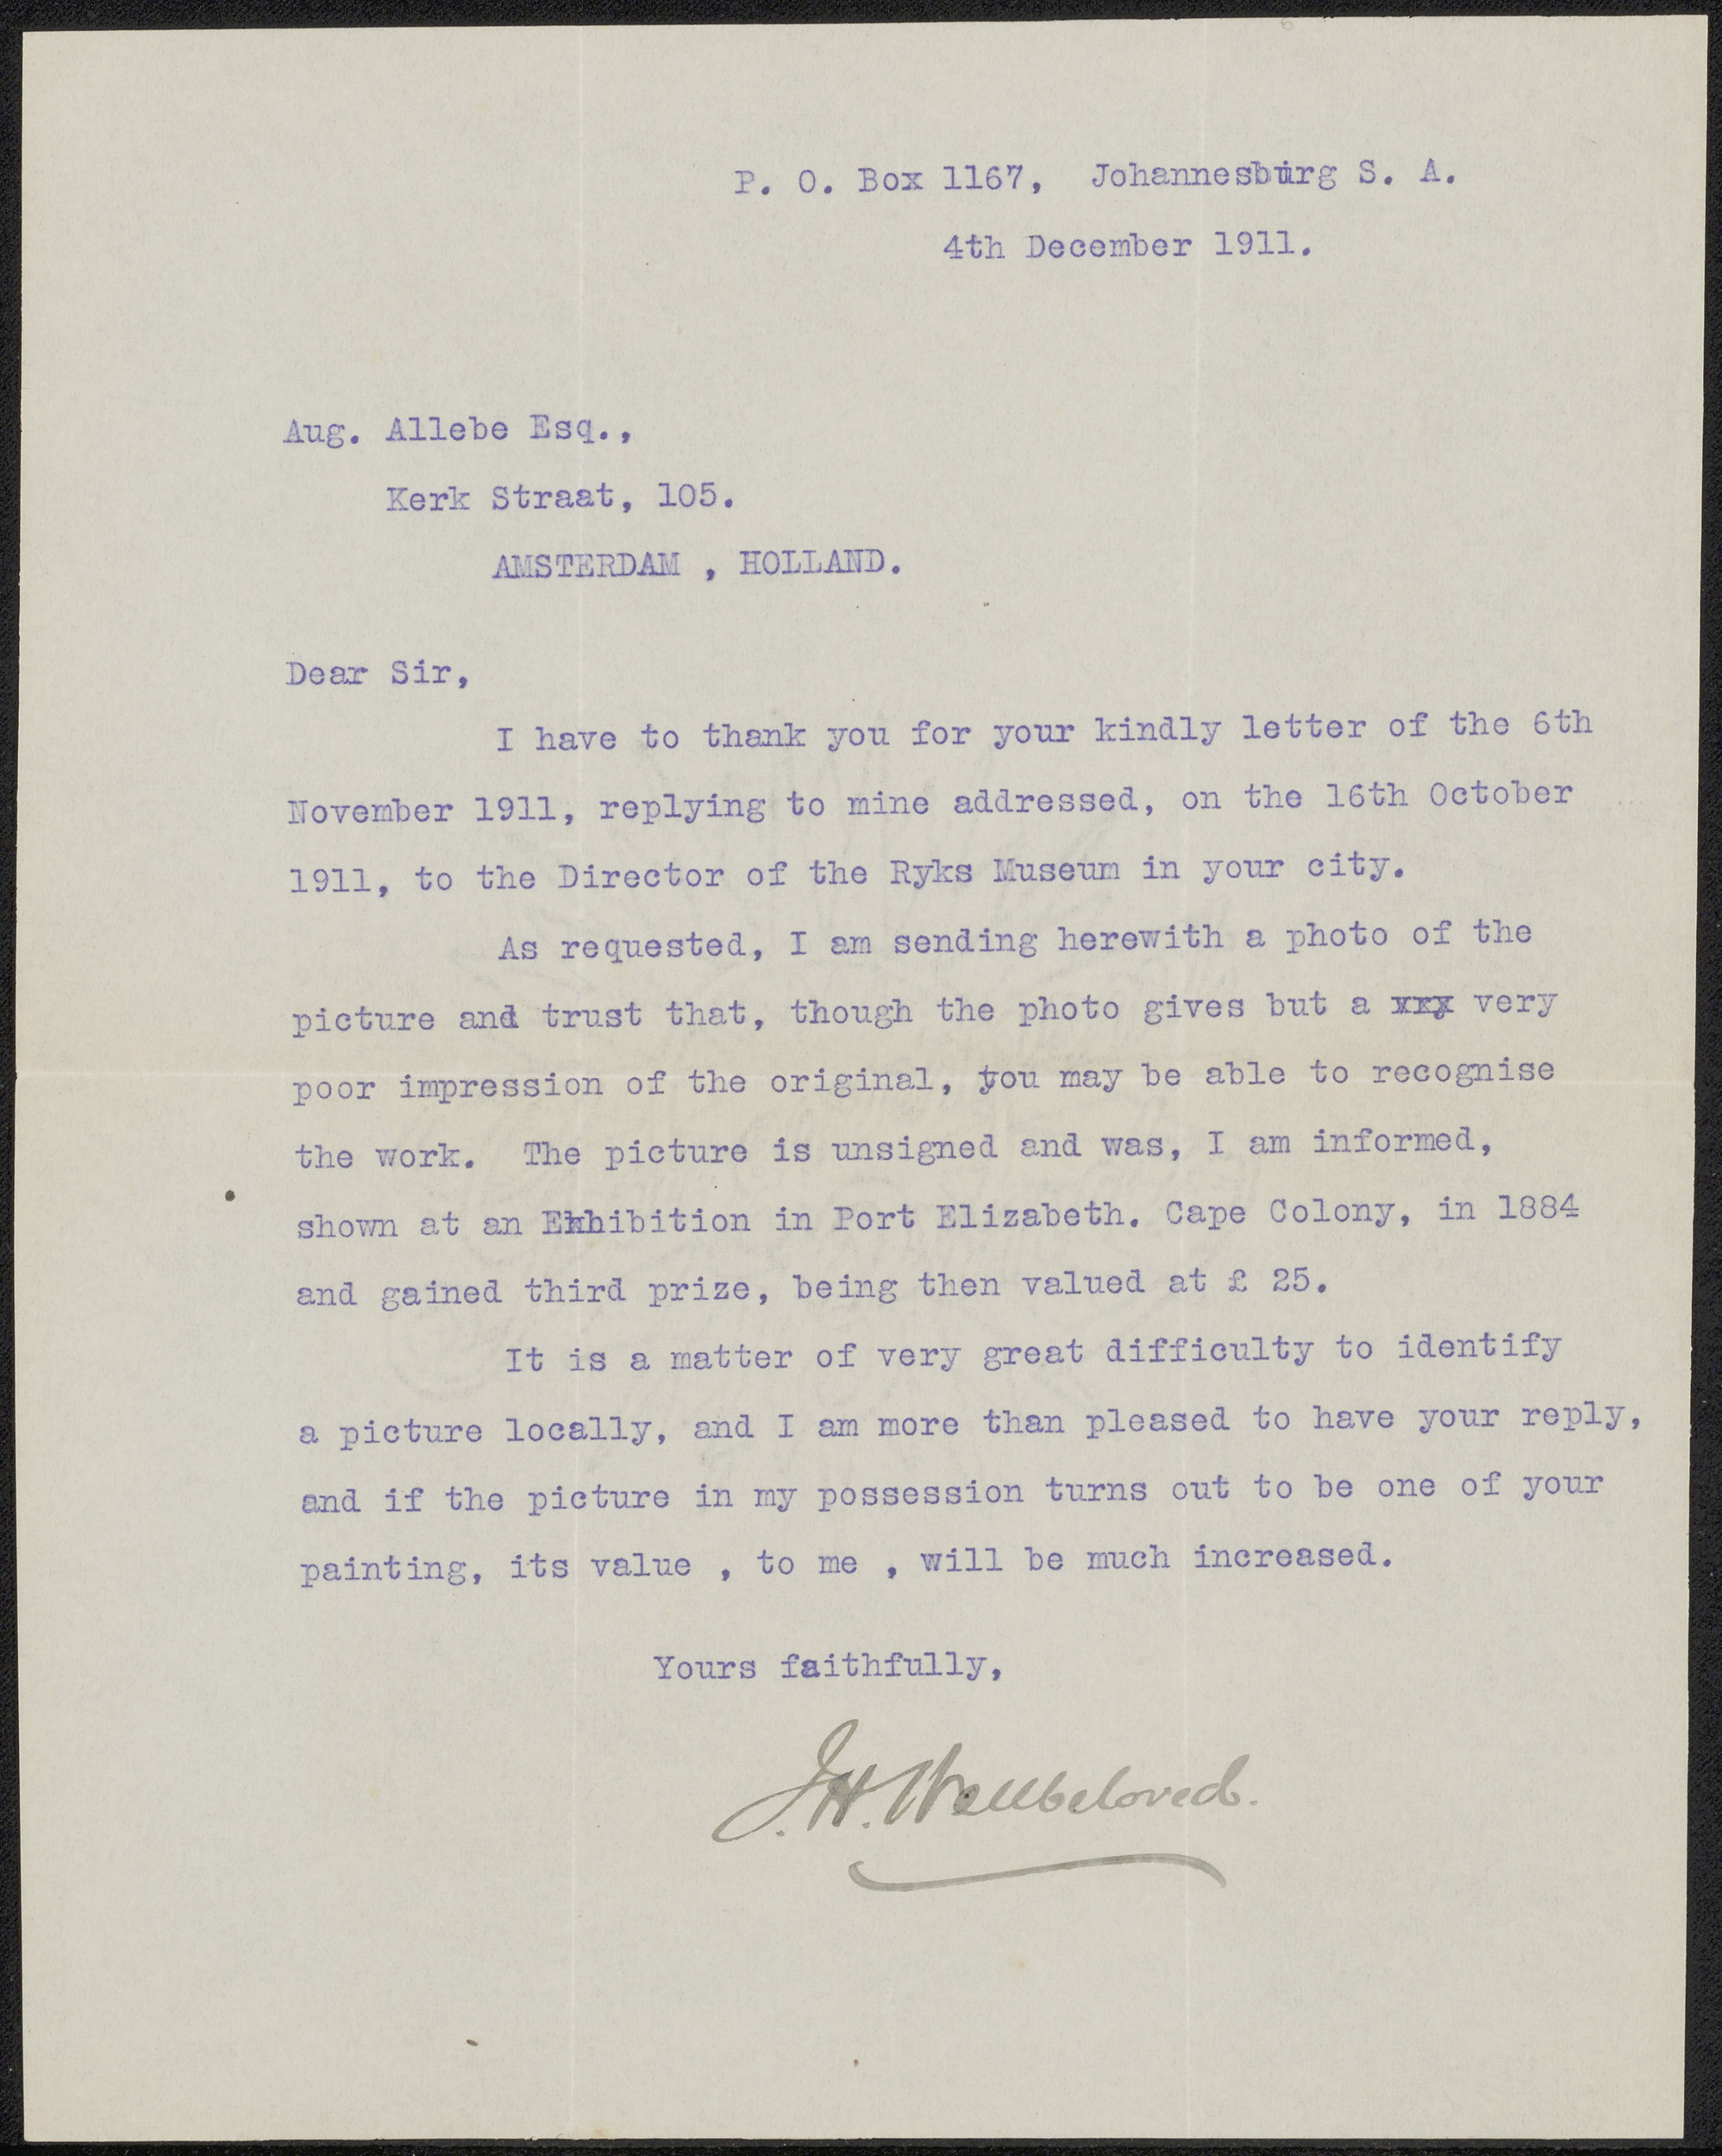 P. O. Box 1167, Johannesburg S. A.
4th December 1911.
Aug. Allebe Esq.,
Kerk Straat, 105.
AMSTERDAM , HOLLAND.
Dear Sir,
I have to thank you for your kindly letter of the 6th
November 1911, replying to mine addressed, on the 16th October
1911, to the Director of the Ryks Museum in your city.
As requested, I am sending herewith a photo of the
picture and trust that, though the photo gives but a xrx very
poor impression of the original, you may be able to recognise
the work. The picture is unsigned and was, I am informed,
shown at an Exhibition in Port Elizabeth. Cape Colony, in 1884
and gained third prize, being then valued at £ 25.
It is a matter of very great difficulty to identify
a picture locally, and I am more than pleased to have your reply,
and if the picture in my possession turns out to be one of your
painting, its value , to me , will be much increased.
Yours faithfully,
J.H. Wellbeloved.